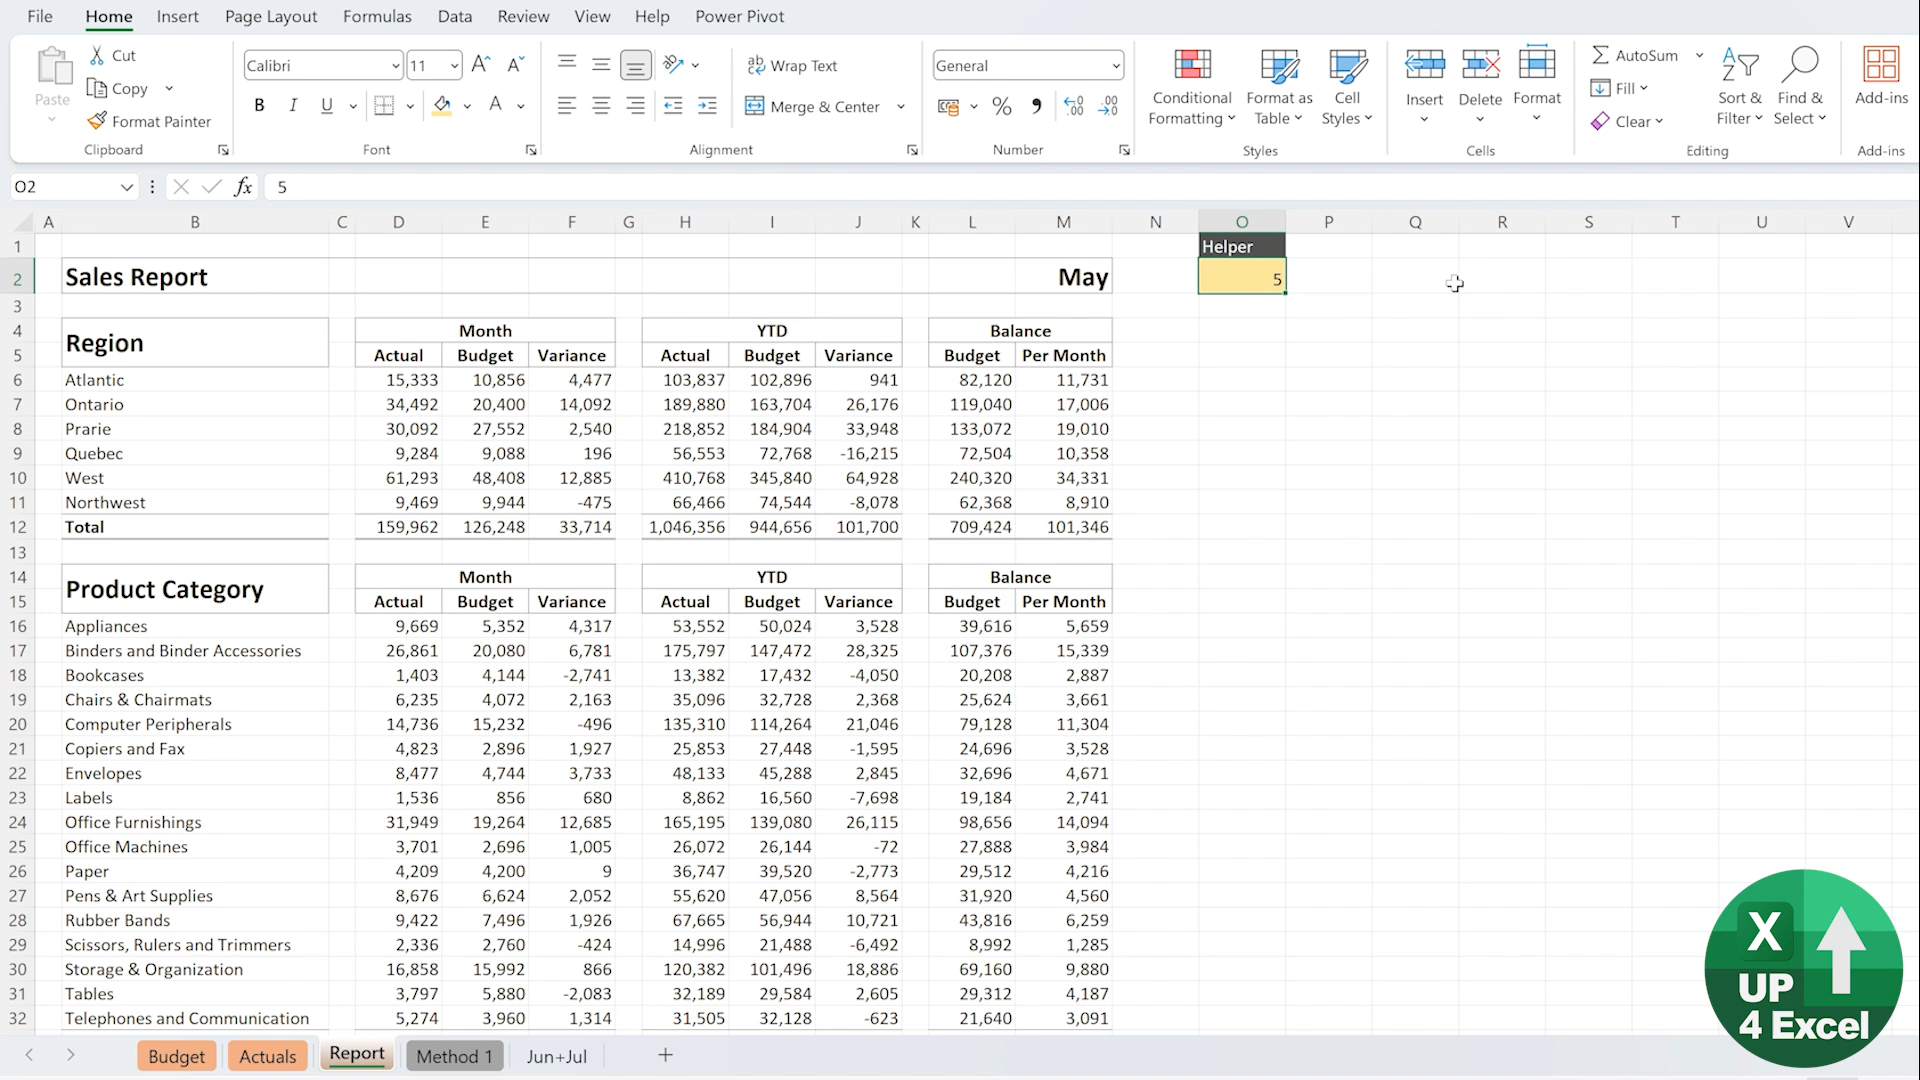 File Home Insert Page Layout Formulas Data Review View Help Power Pivot
Paste
Cut
Copy
Format Painter
Clipboard
Calibri 11
B I U A
Font
Wrap Text
Merge & Center
Alignment
General
% ,
Number
Conditional Formatting
Format as Table
Cell Styles
Styles
Insert
Delete
Format
Cells
AutoSum
Fill
Clear
Sort & Filter
Find & Select
Editing
Add-ins
Add-ins
O2 fx 5
A B C D E F G H I J K L M N O P Q R S T U V
1 Helper
2 Sales Report May 5
3
4 Region Month YTD Balance
5 Actual Budget Variance Actual Budget Variance Budget Per Month
6 Atlantic 15,333 10,856 4,477 103,837 102,896 941 82,120 11,731
7 Ontario 34,492 20,400 14,092 189,880 163,704 26,176 119,040 17,006
8 Prarie 30,092 27,552 2,540 218,852 184,904 33,948 133,072 19,010
9 Quebec 9,284 9,088 196 56,553 72,768 -16,215 72,504 10,358
10 West 61,293 48,408 12,885 410,768 345,840 64,928 240,320 34,331
11 Northwest 9,469 9,944 -475 66,466 74,544 -8,078 62,368 8,910
12 Total 159,962 126,248 33,714 1,046,356 944,656 101,700 709,424 101,346
13
14 Product Category Month YTD Balance
15 Actual Budget Variance Actual Budget Variance Budget Per Month
16 Appliances 9,669 5,352 4,317 53,552 50,024 3,528 39,616 5,659
17 Binders and Binder Accessories 26,861 20,080 6,781 175,797 147,472 28,325 107,376 15,339
18 Bookcases 1,403 4,144 -2,741 13,382 17,432 -4,050 20,208 2,887
19 Chairs & Chairmats 6,235 4,072 2,163 35,096 32,728 2,368 25,624 3,661
20 Computer Peripherals 14,736 15,232 -496 135,310 114,264 21,046 79,128 11,304
21 Copiers and Fax 4,823 2,896 1,927 25,853 27,448 -1,595 24,696 3,528
22 Envelopes 8,477 4,744 3,733 48,133 45,288 2,845 32,696 4,671
23 Labels 1,536 856 680 8,862 16,560 -7,698 19,184 2,741
24 Office Furnishings 31,949 19,264 12,685 165,195 139,080 26,115 98,656 14,094
25 Office Machines 3,701 2,696 1,005 26,072 26,144 -72 27,888 3,984
26 Paper 4,209 4,200 9 36,747 39,520 -2,773 29,512 4,216
27 Pens & Art Supplies 8,676 6,624 2,052 55,620 47,056 8,564 31,920 4,560
28 Rubber Bands 9,422 7,496 1,926 67,665 56,944 10,721 43,816 6,259
29 Scissors, Rulers and Trimmers 2,336 2,760 -424 14,996 21,488 -6,492 8,992 1,285
30 Storage & Organization 16,858 15,992 866 120,382 101,496 18,886 69,160 9,880
31 Tables 3,797 5,880 -2,083 32,189 29,584 2,605 29,312 4,187
32 Telephones and Communication 5,274 3,960 1,314 31,505 32,128 -623 21,640 3,091
Budget Actuals Report Method 1 Jun+Jul +
X
UP
4 Excel